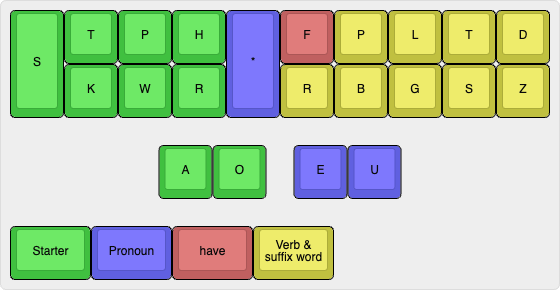 S T P H * F P L T D
K W R R B G S Z
A O E U
Starter Pronoun have Verb &
suffix word